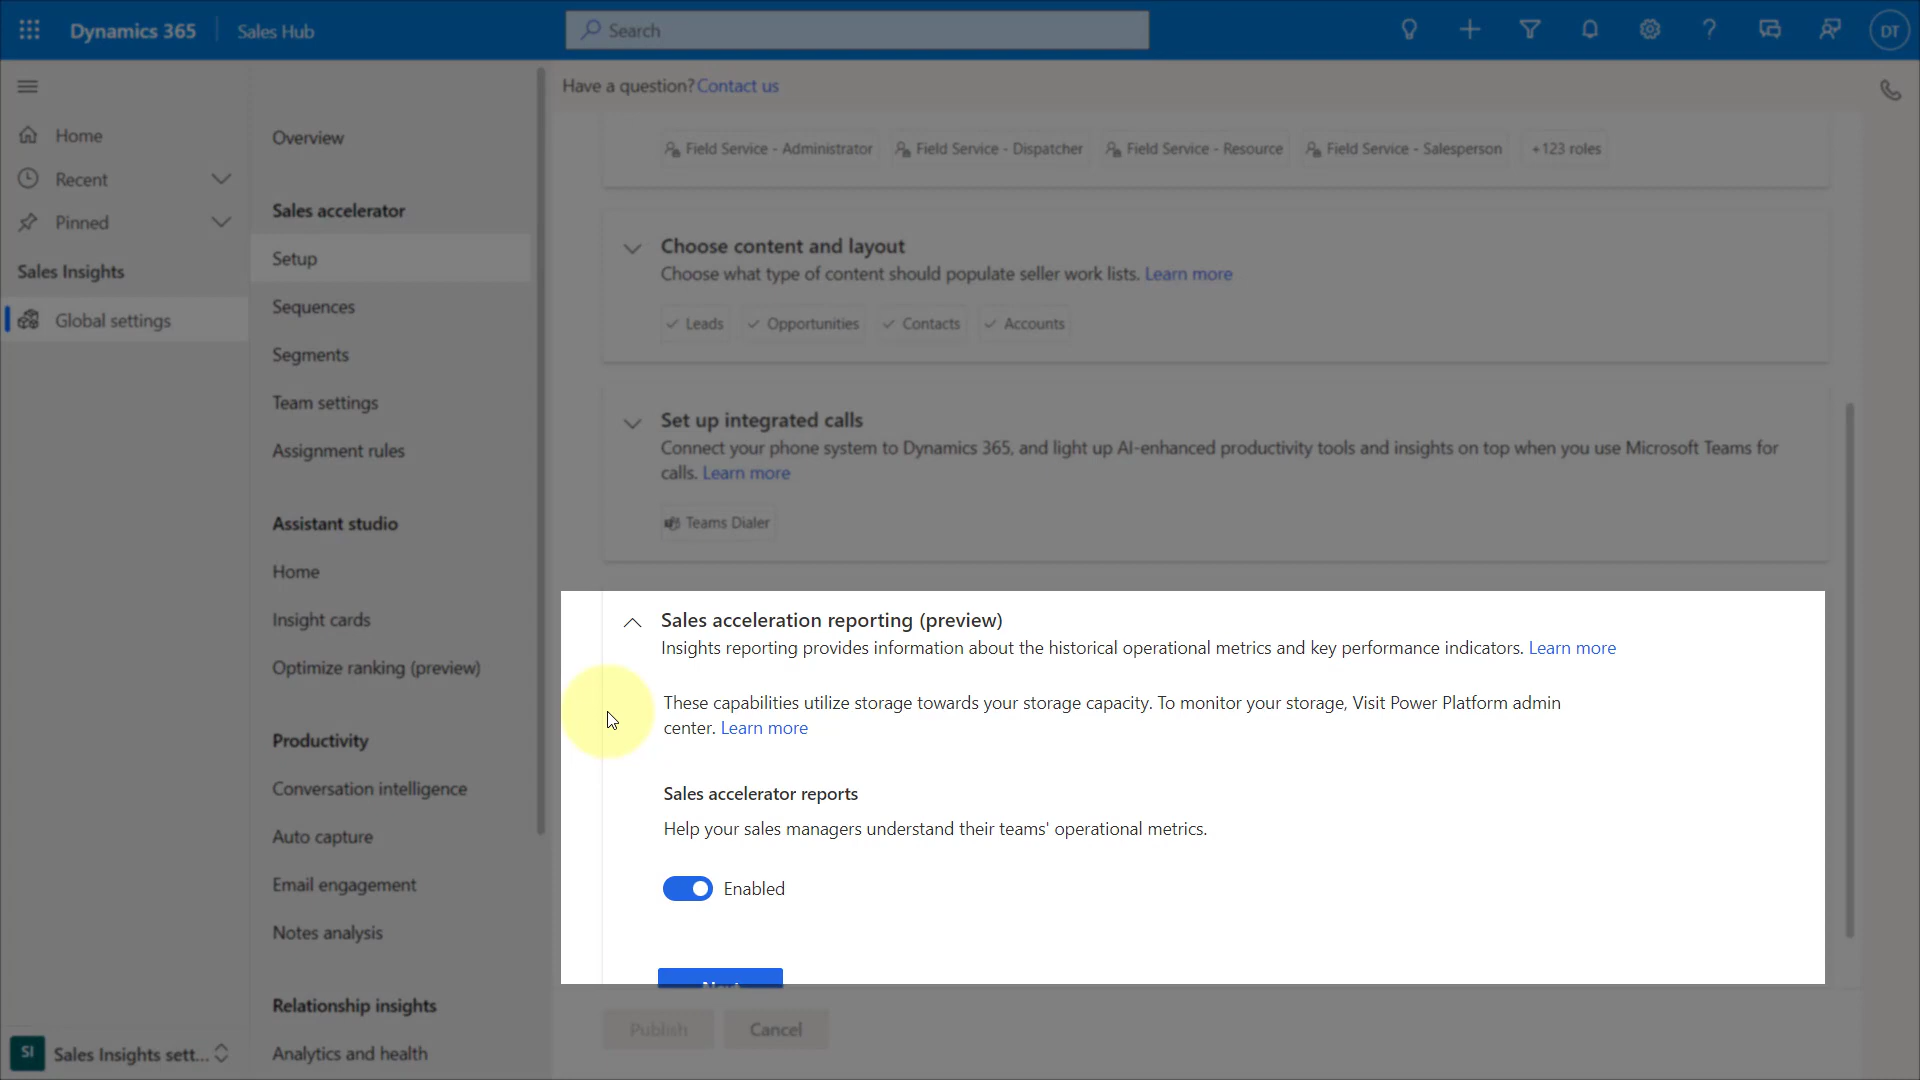 Dynamics 365
Sales Hub
Search
DT
Have a question? Contact us
Home
Recent
Pinned
Sales Insights
Global settings
SI
Sales Insights sett...
Overview
Sales accelerator
Setup
Sequences
Segments
Team settings
Assignment rules
Assistant studio
Home
Insight cards
Optimize ranking (preview)
Productivity
Conversation intelligence
Auto capture
Email engagement
Notes analysis
Relationship insights
Analytics and health
Field Service - Administrator
Field Service - Dispatcher
Field Service - Resource
Field Service - Salesperson
+123 roles
Choose content and layout
Choose what type of content should populate seller work lists. Learn more
Leads
Opportunities
Contacts
Accounts
Set up integrated calls
Connect your phone system to Dynamics 365, and light up AI-enhanced productivity tools and insights on top when you use Microsoft Teams for
calls. Learn more
Teams Dialer
Sales acceleration reporting (preview)
Insights reporting provides information about the historical operational metrics and key performance indicators. Learn more
These capabilities utilize storage towards your storage capacity. To monitor your storage, Visit Power Platform admin
center. Learn more
Sales accelerator reports
Help your sales managers understand their teams' operational metrics.
Enabled
Next
Publish
Cancel